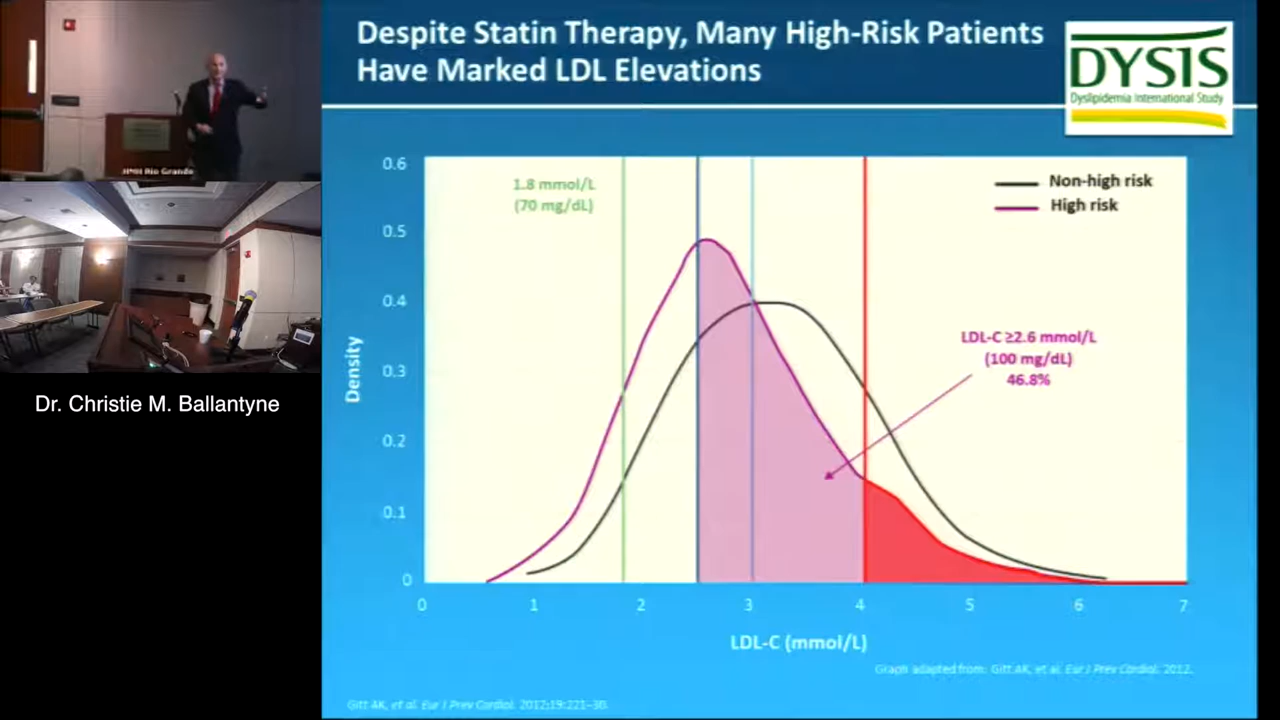 Despite Statin Therapy, Many High-Risk Patients
Have Marked LDL Elevations
DYSIS
Dyslipidemia International Study
HMH Rio Grande
Dr. Christie M. Ballantyne
1.8 mmol/L
(70 mg/dL)
Non-high risk
High risk
LDL-C ≥2.6 mmol/L
(100 mg/dL)
46.8%
Density
0.6
0.5
0.4
0.3
0.2
0.1
0
0 1 2 3 4 5 6 7
LDL-C (mmol/L)
Graph adapted from: Gitt AK, et al. Eur J Prev Cardiol. 2012.
Gitt AK, et al. Eur J Prev Cardiol. 2012;19:221–30.